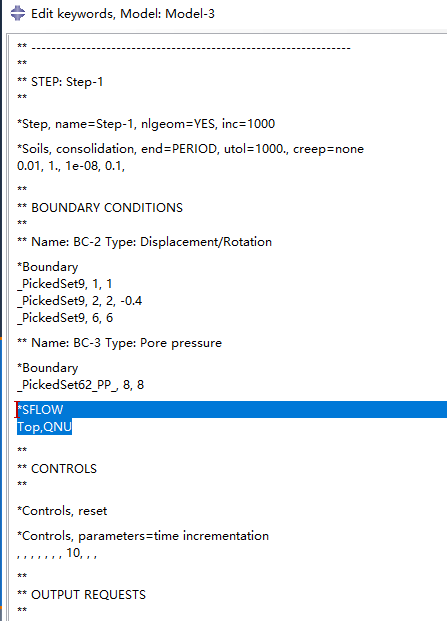 Edit keywords, Model: Model-3
** ----------------------------------------------------------------
**
** STEP: Step-1
**
*Step, name=Step-1, nlgeom=YES, inc=1000
*Soils, consolidation, end=PERIOD, utol=1000., creep=none
0.01, 1., 1e-08, 0.1,
**
** BOUNDARY CONDITIONS
**
** Name: BC-2 Type: Displacement/Rotation
*Boundary
_PickedSet9, 1, 1
_PickedSet9, 2, 2, -0.4
_PickedSet9, 6, 6
** Name: BC-3 Type: Pore pressure
*Boundary
_PickedSet62_PP_, 8, 8
*SFLOW
Top,QNU
**
** CONTROLS
**
*Controls, reset
*Controls, parameters=time incrementation
, , , , , , , 10, , ,
**
** OUTPUT REQUESTS
**